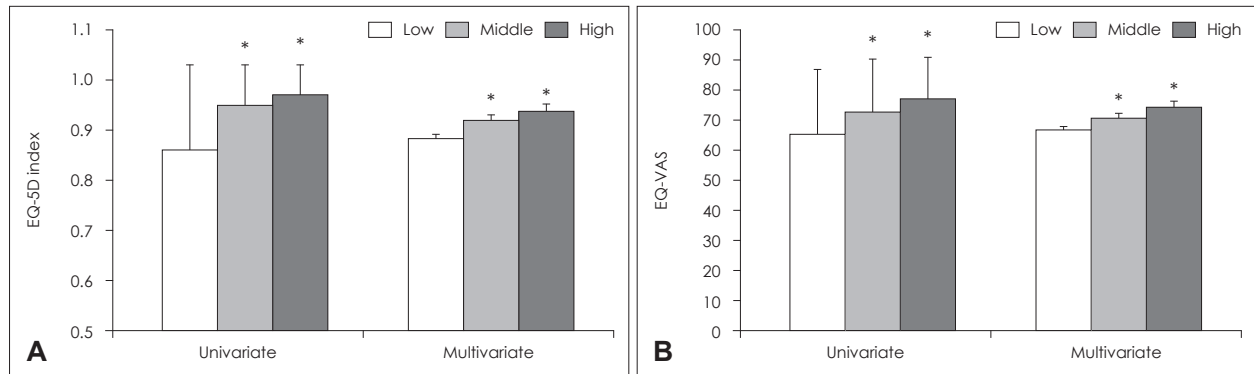 1.1
1.0
0.9
0.8
0.7
0.6
0.5
EQ-5D index
Low Middle High
* *
* *
Univariate Multivariate
A
100
90
80
70
60
50
40
30
20
10
0
EQ-VAS
Low Middle High
* *
* *
Univariate Multivariate
B